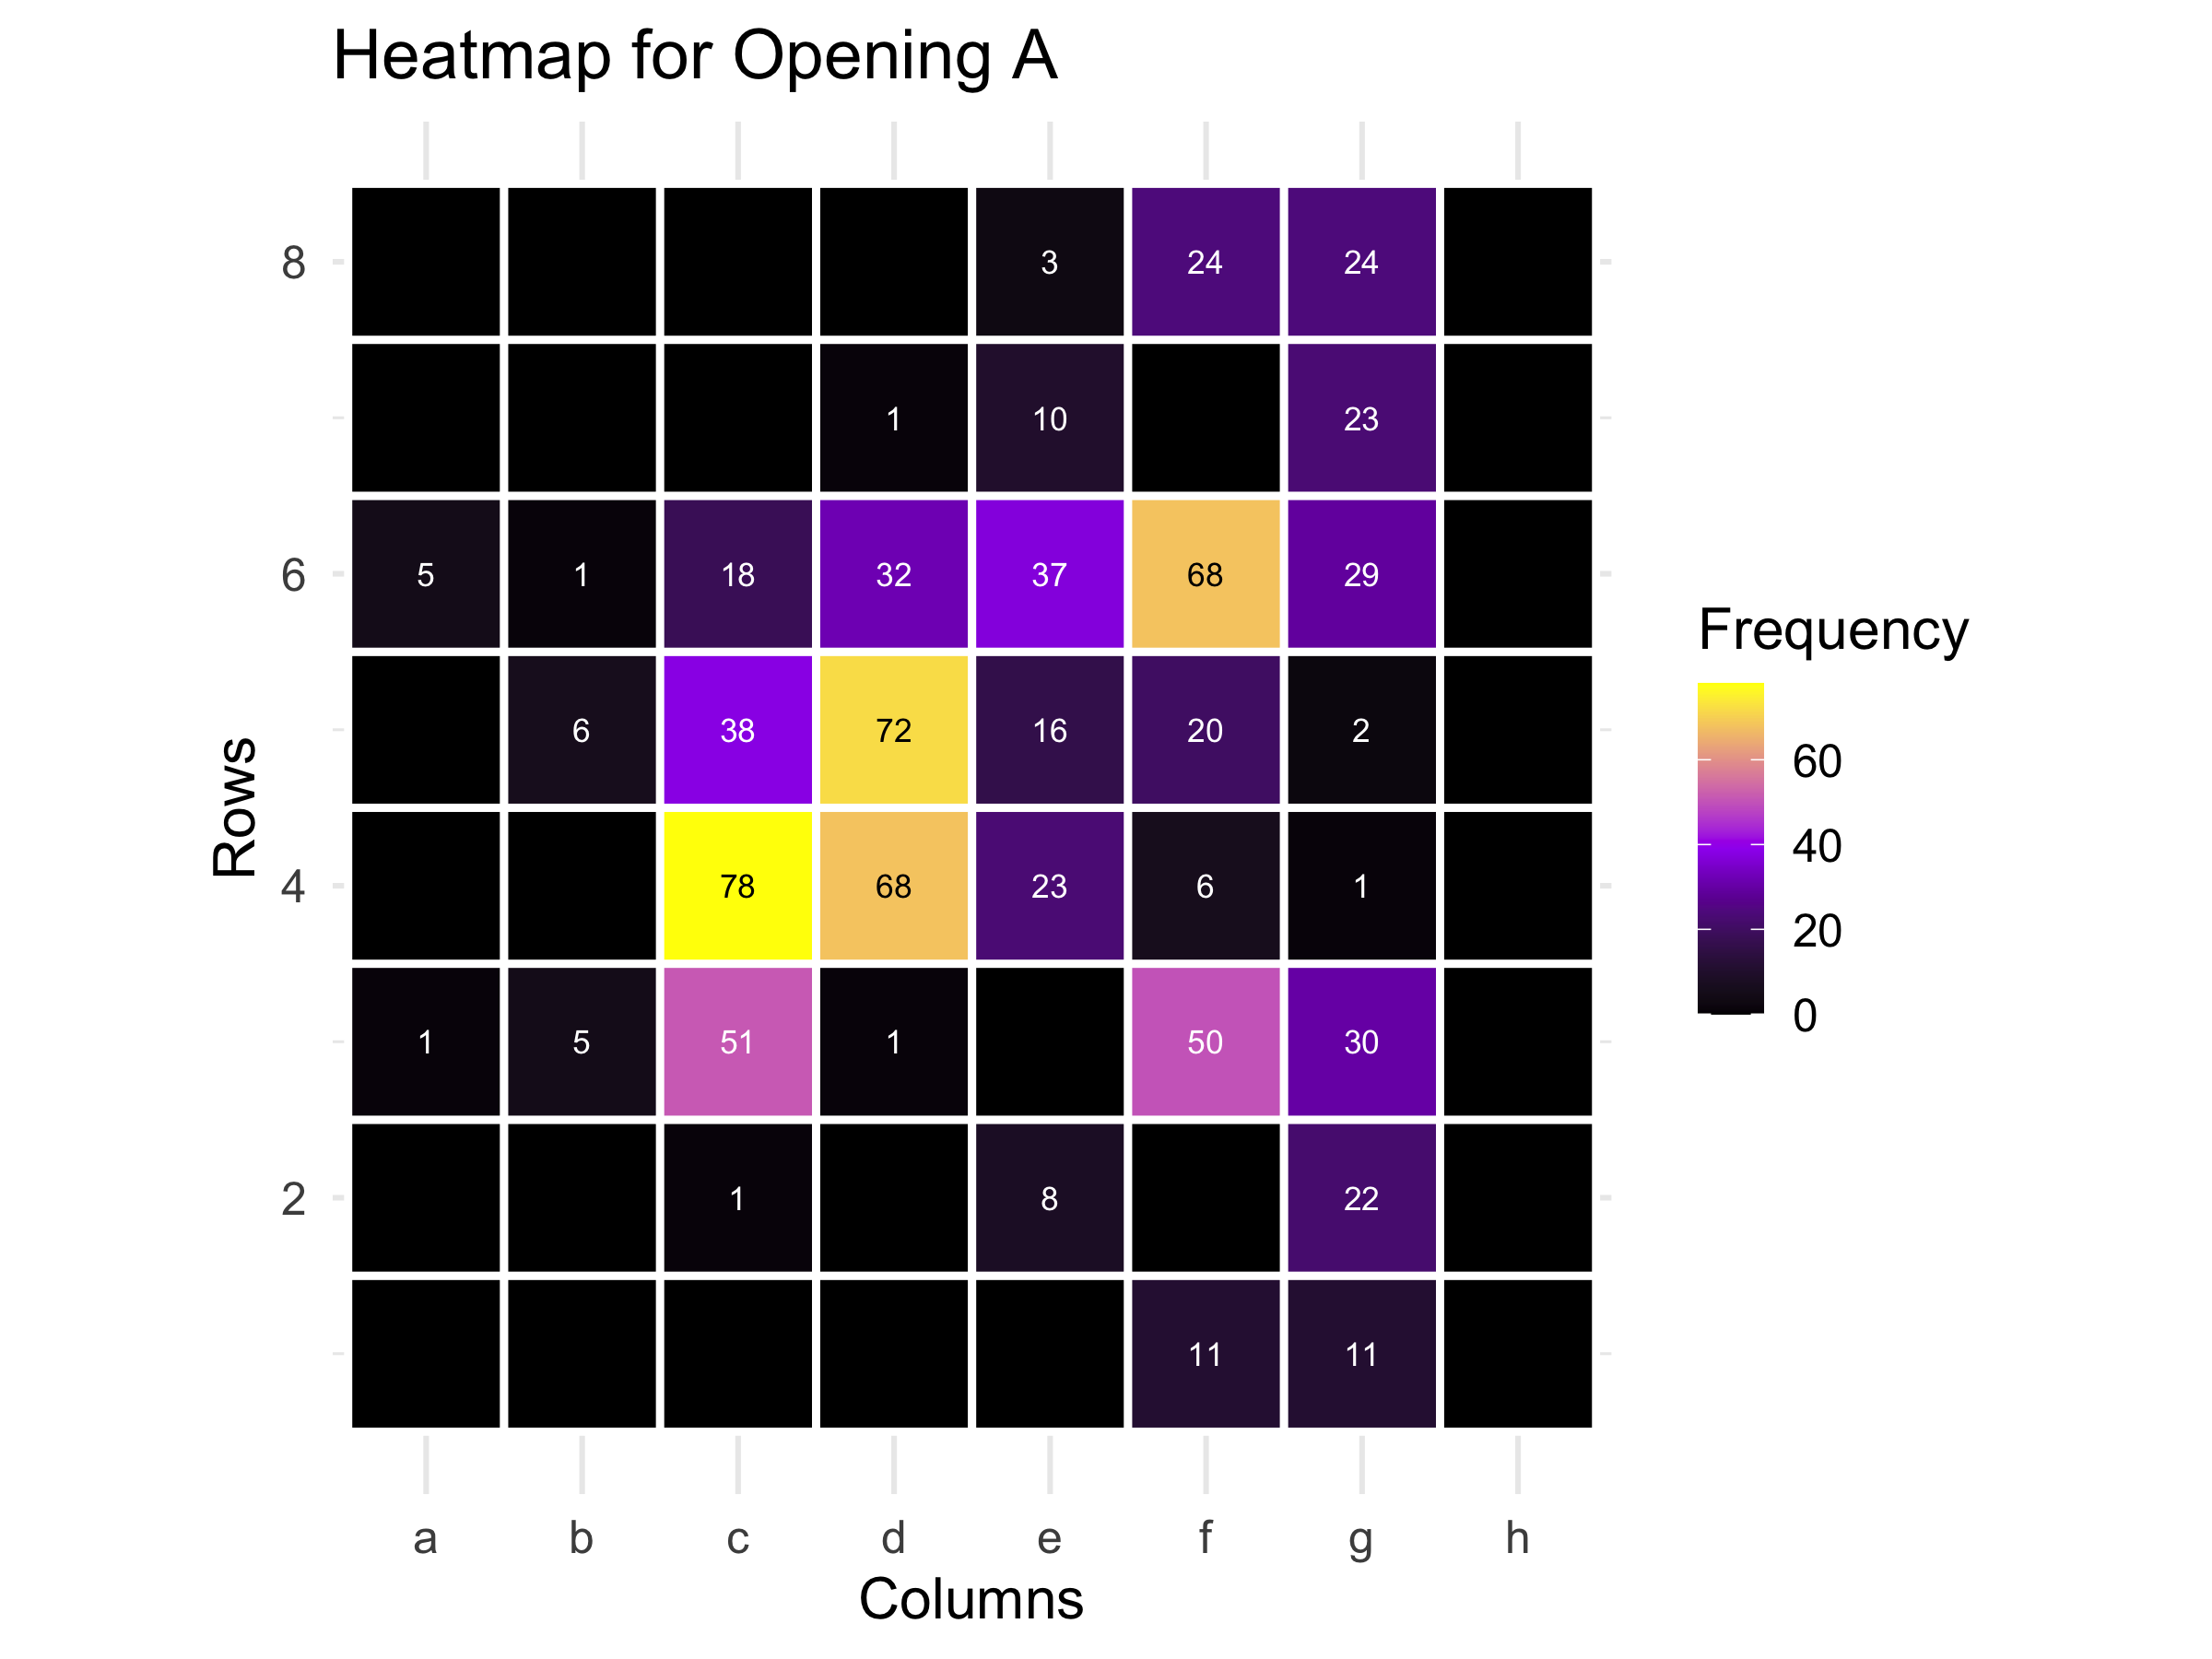 Heatmap for Opening A
8 3 24 24
1 10 23
6 5 1 18 32 37 68 29
6 38 72 16 20 2
4 78 68 23 6 1
1 5 51 1 50 30
2 1 8 22
11 11
a b c d e f g h
Columns
Rows
Frequency
60
40
20
0